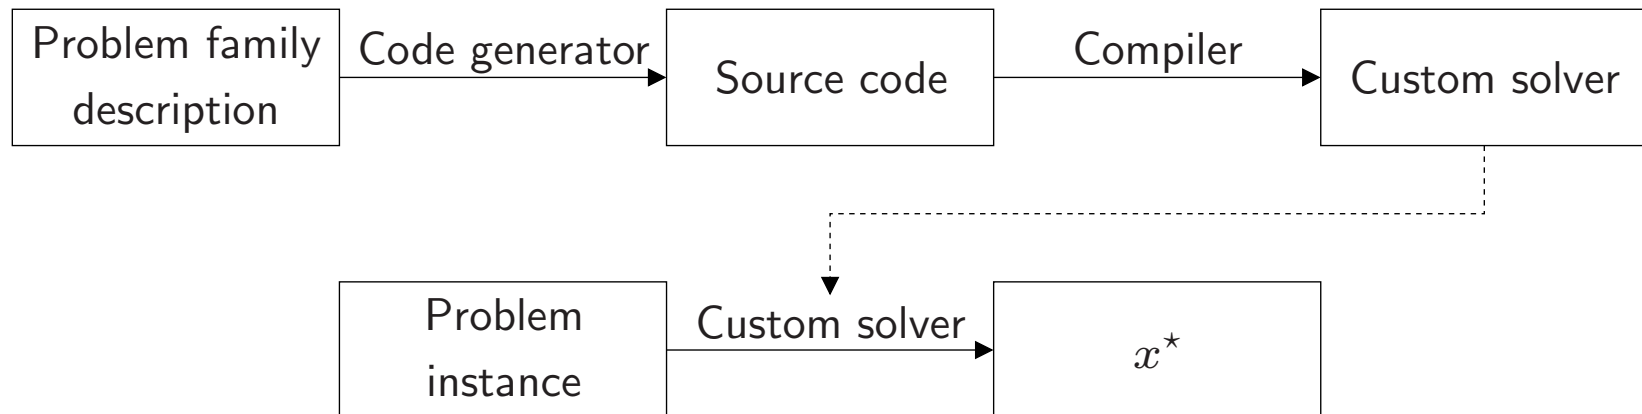 Problem family
description
Code generator
Source code
Compiler
Custom solver
Problem
instance
Custom solver
x⋆